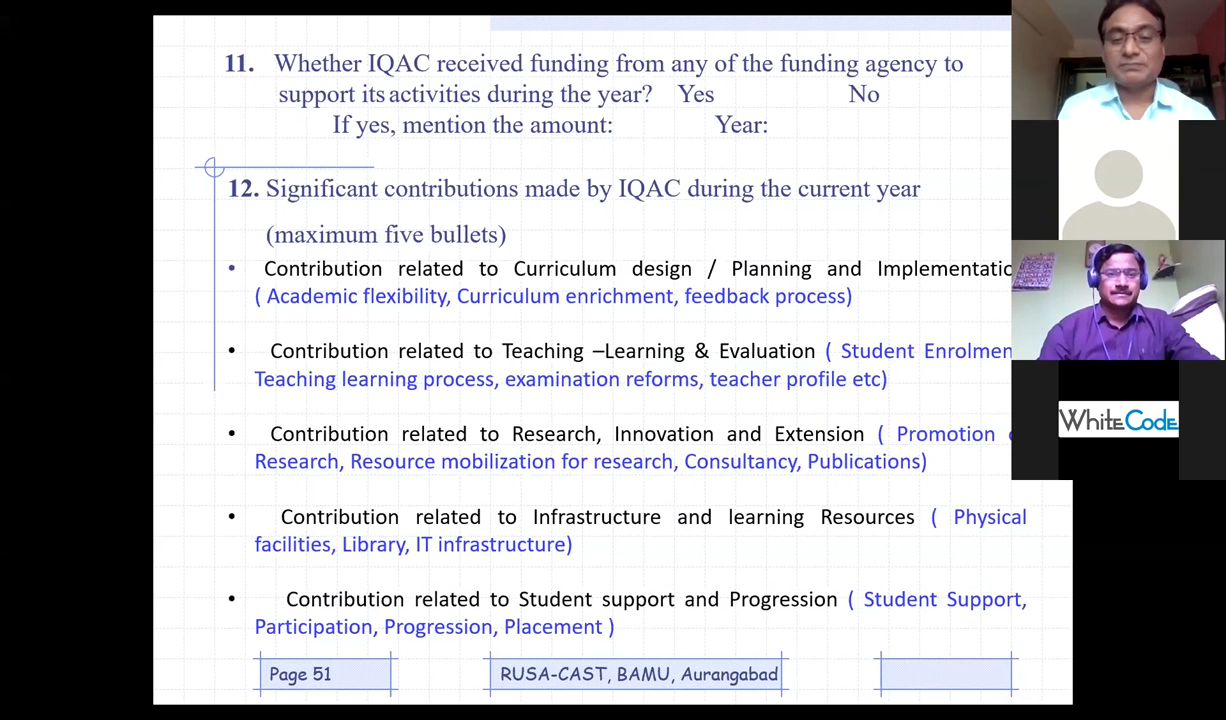 11. Whether IQAC received funding from any of the funding agency to
support its activities during the year? Yes No
If yes, mention the amount: Year:
12. Significant contributions made by IQAC during the current year
(maximum five bullets)
• Contribution related to Curriculum design / Planning and
( Academic flexibility, Curriculum enrichment, feedback process)
• Contribution related to Teaching –Learning & Evaluation ( Student
Teaching learning process, examination reforms, teacher profile etc)
• Contribution related to Research, Innovation and Extension ( Promotion
Research, Resource mobilization for research, Consultancy, Publications)
• Contribution related to Infrastructure and learning Resources ( Physical
facilities, Library, IT infrastructure)
• Contribution related to Student support and Progression ( Student Support,
Participation, Progression, Placement )
Page 51 RUSA-CAST, BAMU, Aurangabad
WHITECODE